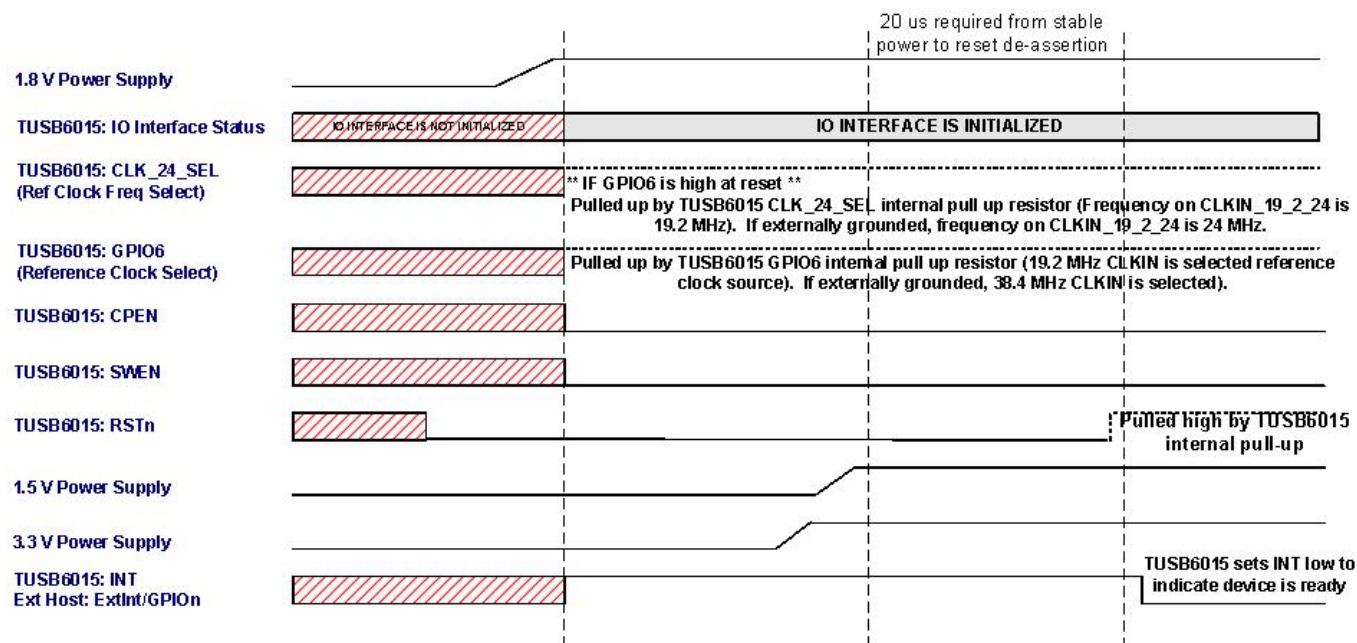 20 us required from stable
power to reset de-assertion
1.8 V Power Supply
TUSB6015: IO Interface Status
IO INTERFACE IS NOT INITIALIZED
IO INTERFACE IS INITIALIZED
TUSB6015: CLK_24_SEL
(Ref Clock Freq Select)
** IF GPIO6 is high at reset **
Pulled up by TUSB6015 CLK_24_SEL internal pull up resistor (Frequency on CLKIN_19_2_24 is
19.2 MHz). If externally grounded, frequency on CLKIN_19_2_24 is 24 MHz.
TUSB6015: GPIO6
(Reference Clock Select)
Pulled up by TUSB6015 GPIO6 internal pull up resistor (19.2 MHz CLKIN is selected reference
clock source). If externally grounded, 38.4 MHz CLKIN is selected).
TUSB6015: CPEN
TUSB6015: SWEN
TUSB6015: RSTn
Pulled high by TUSB6015
internal pull-up
1.5 V Power Supply
3.3 V Power Supply
TUSB6015: INT
Ext Host: ExtInt/GPIOn
TUSB6015 sets INT low to
indicate device is ready